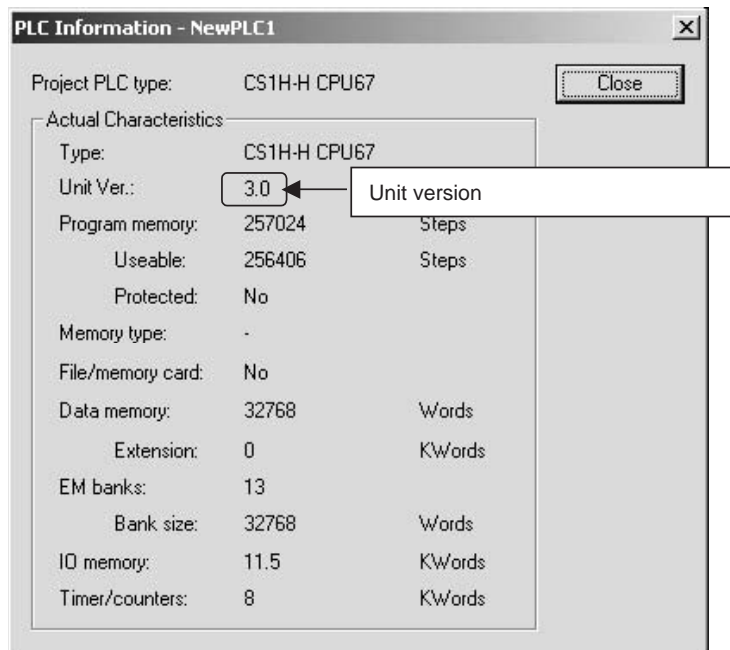 PLC Information - NewPLC1
Project PLC type: CS1H-H CPU67 Close
Actual Characteristics
Type: CS1H-H CPU67
Unit Ver.: 3.0 Unit version
Program memory: 257024 Steps
Useable: 256406 Steps
Protected: No
Memory type: -
File/memory card: No
Data memory: 32768 Words
Extension: 0 KWords
EM banks: 13
Bank size: 32768 Words
IO memory: 11.5 KWords
Timer/counters: 8 KWords